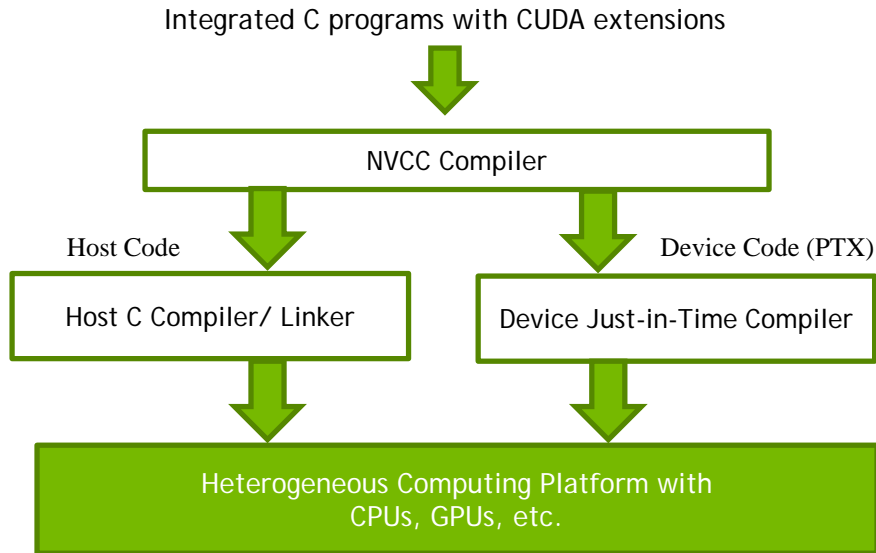 Integrated C programs with CUDA extensions
NVCC Compiler
Host Code
Device Code (PTX)
Host C Compiler/ Linker
Device Just-in-Time Compiler
Heterogeneous Computing Platform with
CPUs, GPUs, etc.